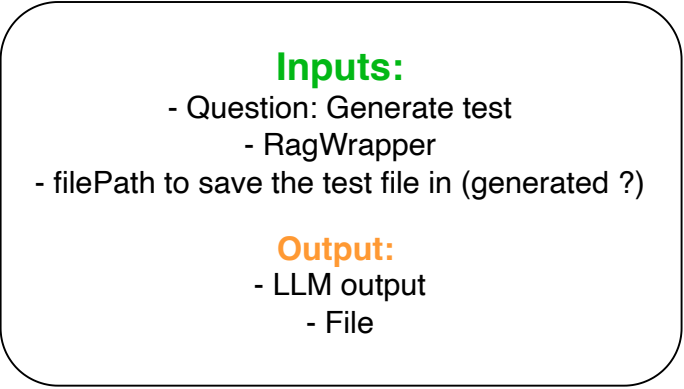 Inputs:
- Question: Generate test
- RagWrapper
- filePath to save the test file in (generated ?)
Output:
- LLM output
- File